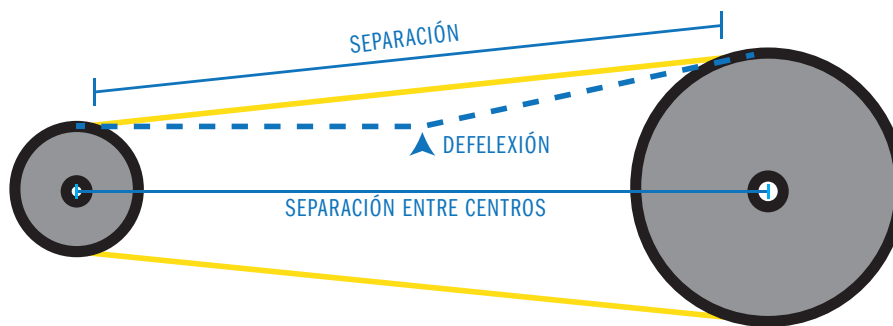 SEPARACIÓN
DEFELEXIÓN
SEPARACIÓN ENTRE CENTROS